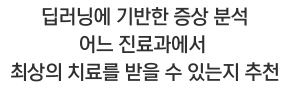 딥러닝에 기반한 증상 분석
어느 진료과에서
최상의 치료를 받을 수 있는지 추천